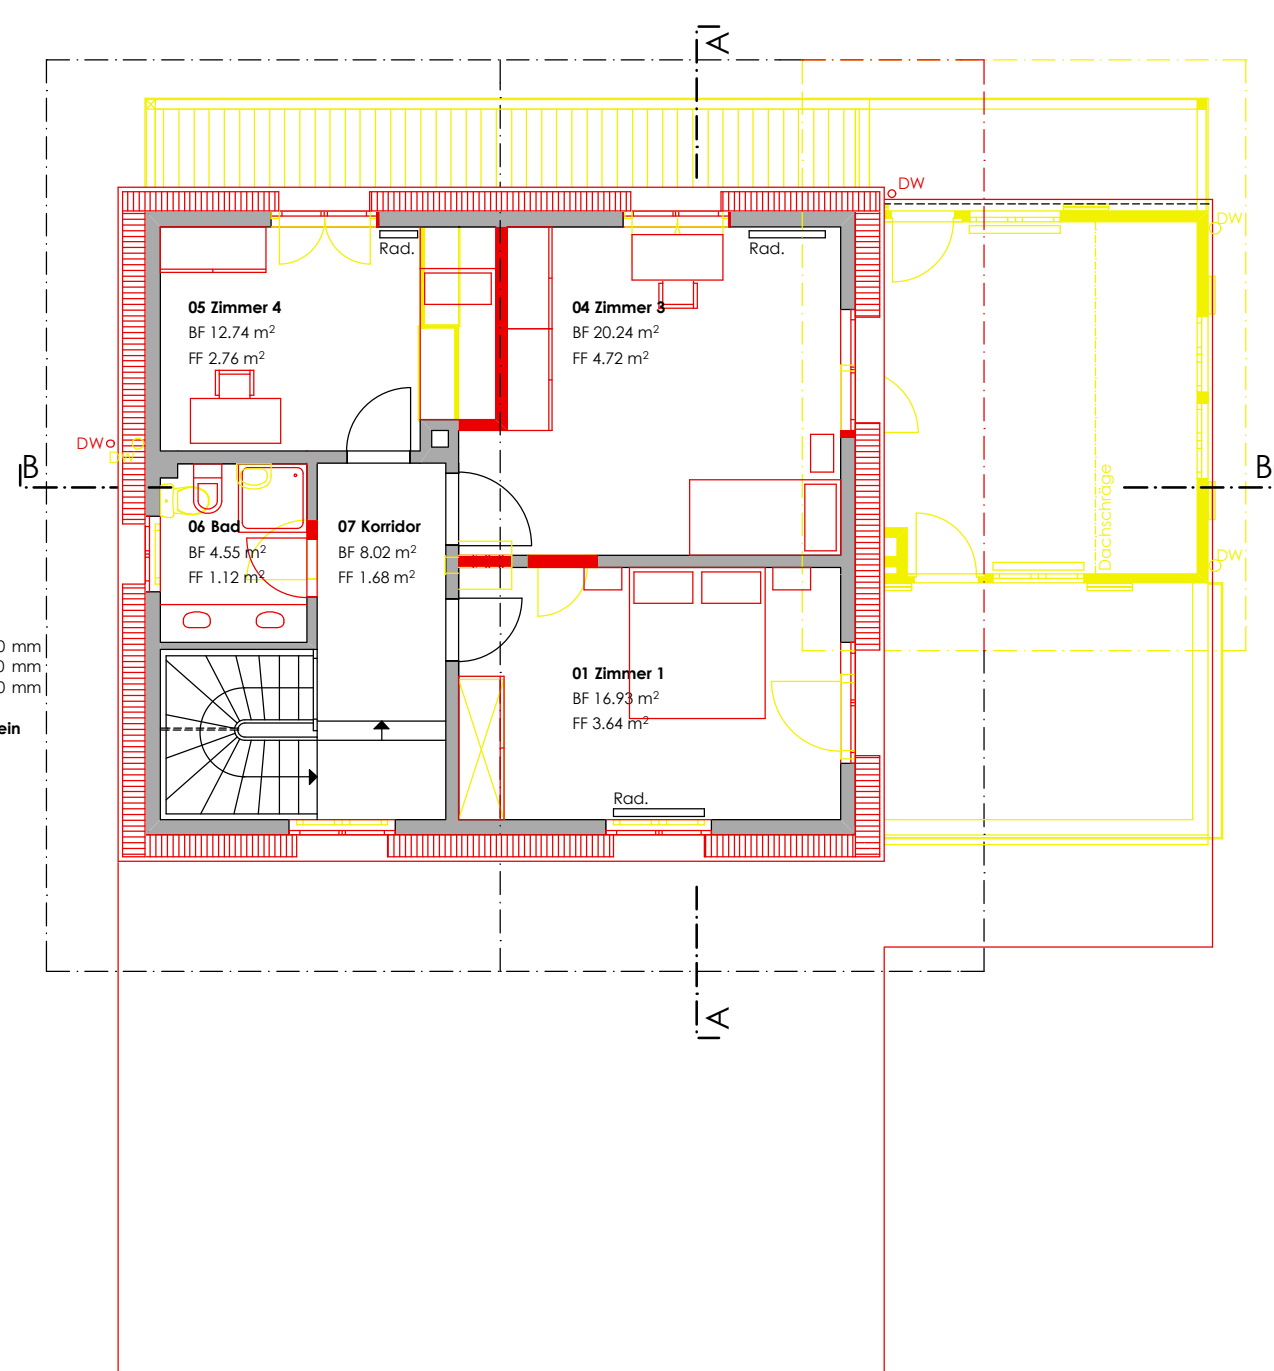 A
DW
DW
Rad.
Rad.
05 Zimmer 4
BF 12.74 m²
FF 2.76 m²
04 Zimmer 3
BF 20.24 m²
FF 4.72 m²
DW
DW
B
B
Dachschräge
06 Bad
BF 4.55 m²
FF 1.12 m²
07 Korridor
BF 8.02 m²
FF 1.68 m²
DW
0 mm
0 mm
0 mm
ein
01 Zimmer 1
BF 16.93 m²
FF 3.64 m²
Rad.
A